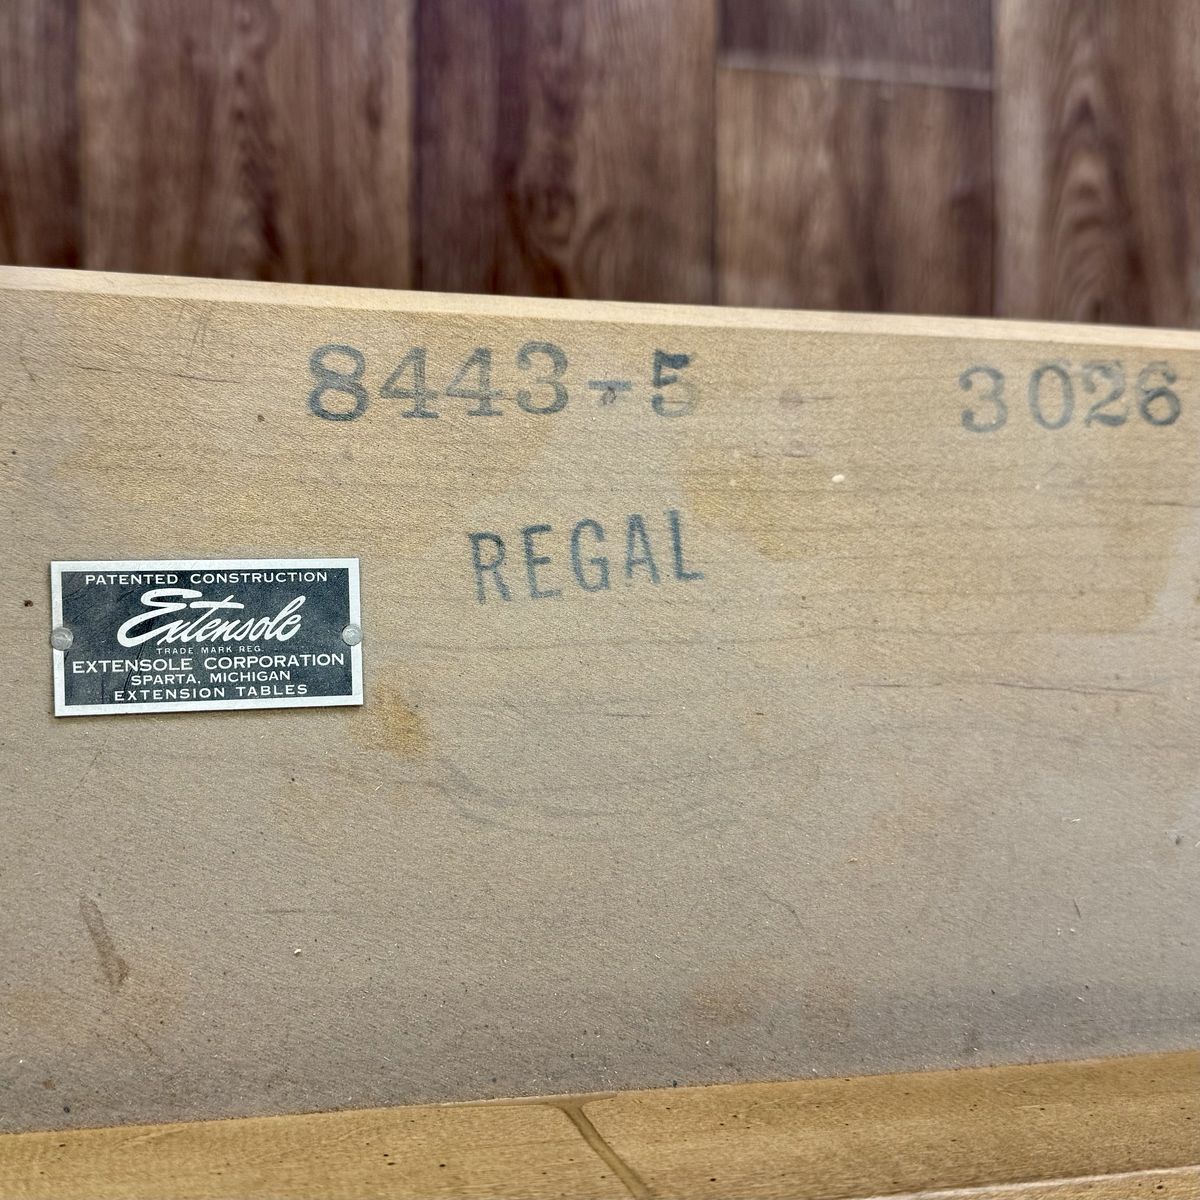 8443-5 3026
REGAL
PATENTED CONSTRUCTION
Extensole
TRADE MARK REG.
EXTENSOLE CORPORATION
SPARTA, MICHIGAN
EXTENSION TABLES